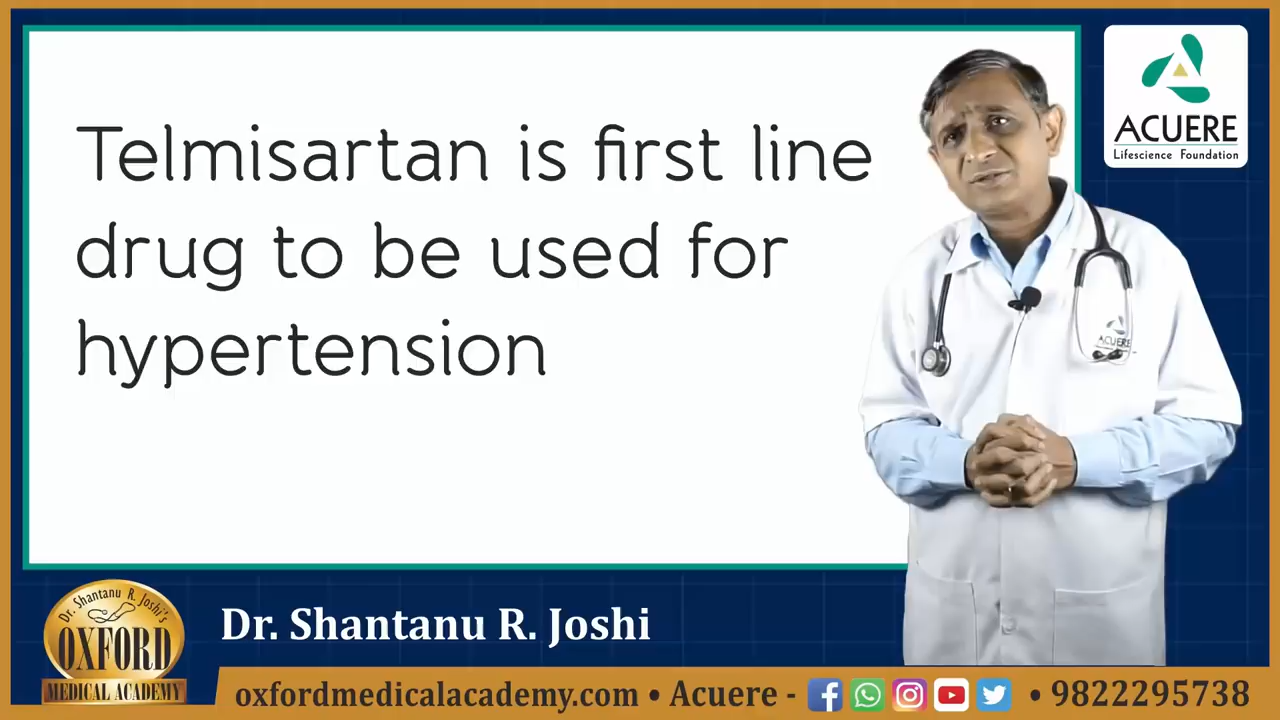 Telmisartan is first line
drug to be used for
hypertension
ACUERE
Lifescience Foundation
ACUERE
Dr. Shantanu R. Joshi's
OXFORD
MEDICAL ACADEMY
Dr. Shantanu R. Joshi
oxfordmedicalacademy.com • Acuere - • 9822295738